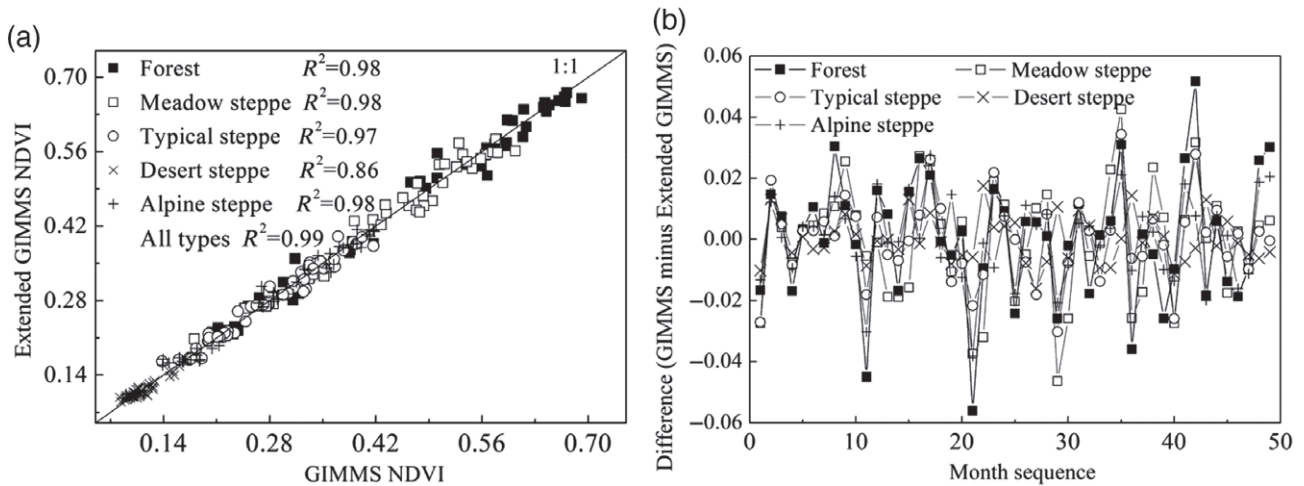 (a)
Forest R²=0.98
Meadow steppe R²=0.98
Typical steppe R²=0.97
Desert steppe R²=0.86
Alpine steppe R²=0.98
All types R²=0.99
1:1
Extended GIMMS NDVI
0.70
0.56
0.42
0.28
0.14
0.14 0.28 0.42 0.56 0.70
GIMMS NDVI
(b)
Forest Meadow steppe
Typical steppe Desert steppe
Alpine steppe
Difference (GIMMS minus Extended GIMMS)
0.06
0.04
0.02
0.00
−0.02
−0.04
−0.06
0 10 20 30 40 50
Month sequence